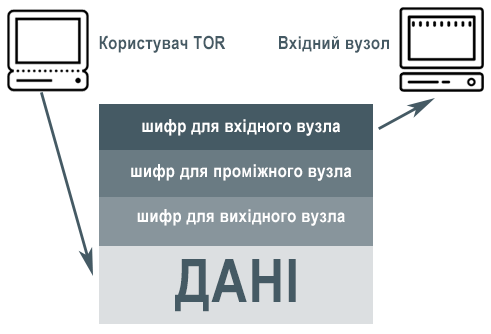 Користувач TOR
Вхідний вузол
шифр для вхідного вузла
шифр для проміжного вузла
шифр для вихідного вузла
ДАНІ